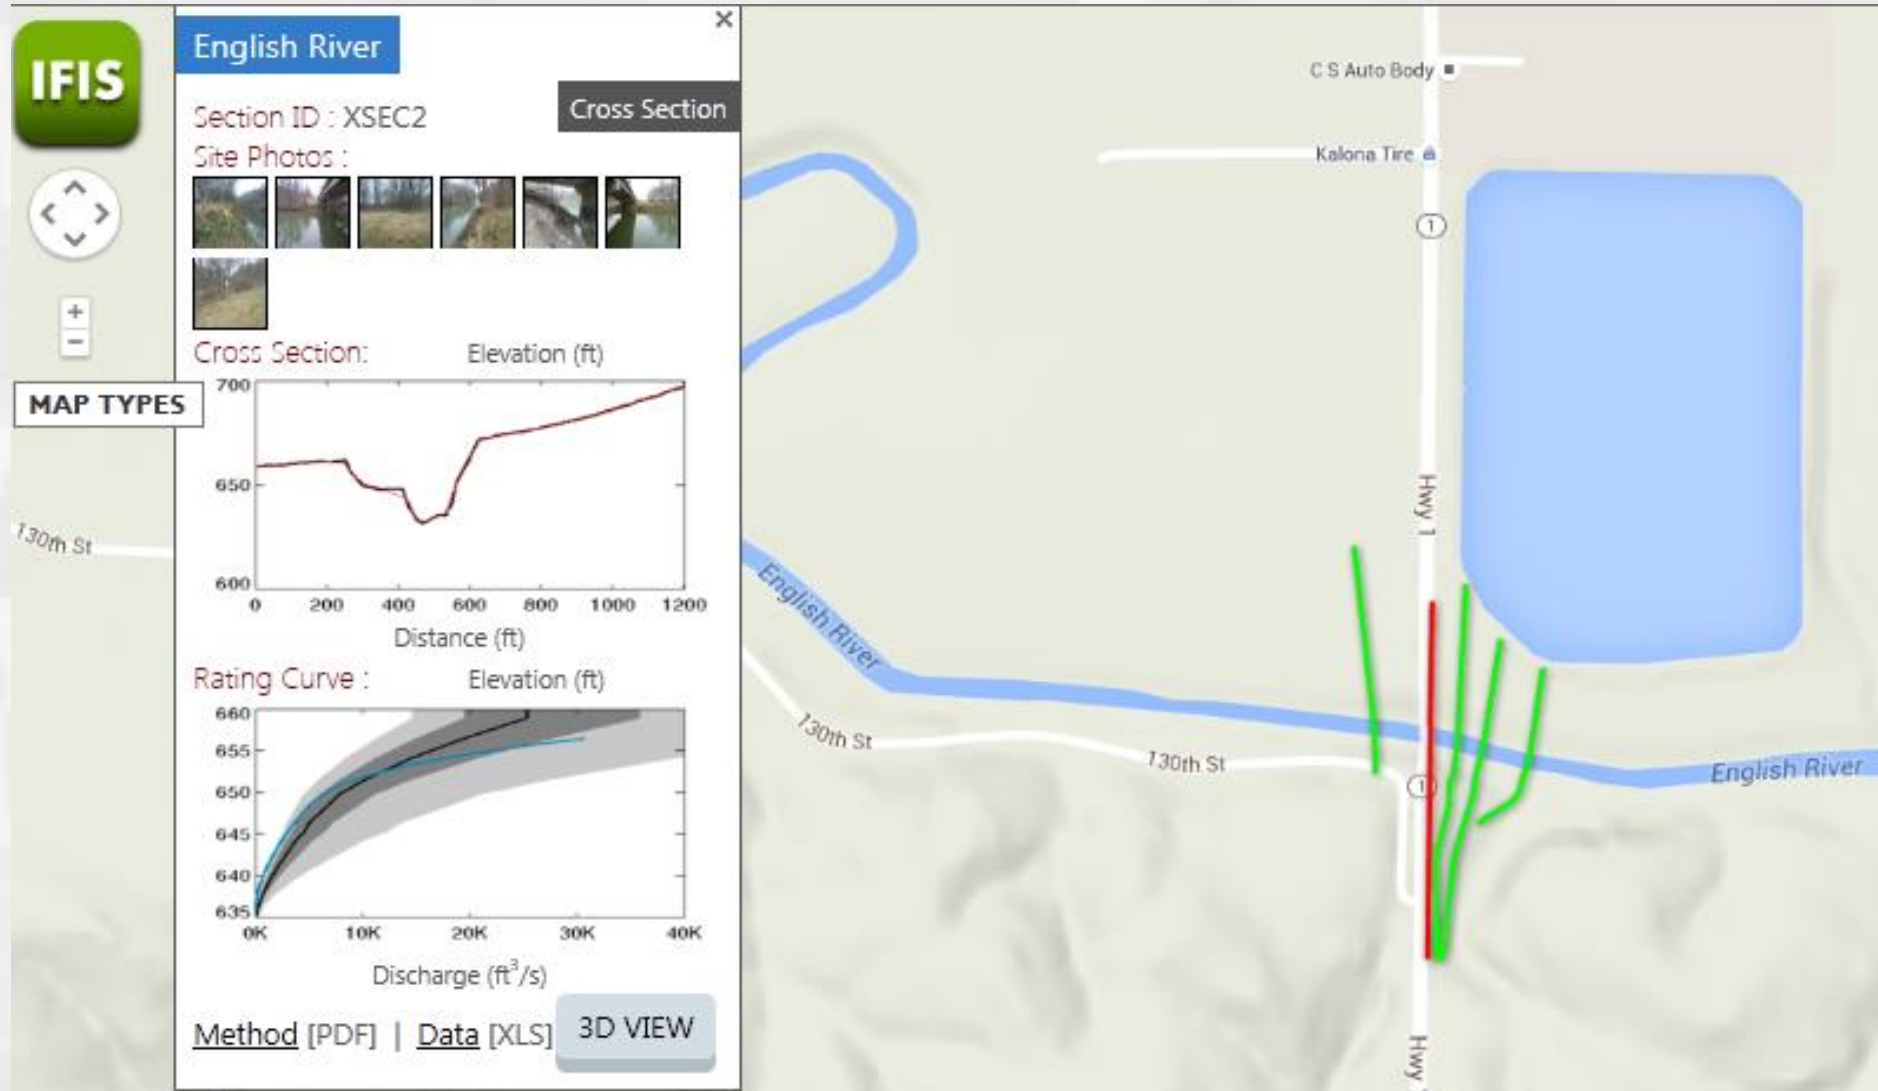 IFIS
MAP TYPES
130th St
×
English River
Cross Section
Section ID : XSEC2
Site Photos :
Cross Section: Elevation (ft)
700
650
600
0 200 400 600 800 1000 1200
Distance (ft)
Rating Curve : Elevation (ft)
660
655
650
645
640
635
0K 10K 20K 30K 40K
Discharge (ft³/s)
Method [PDF] | Data [XLS]
3D VIEW
C S Auto Body
Kalona Tire
1
Hwy 1
English River
130th St
130th St
1
English River
Hwy